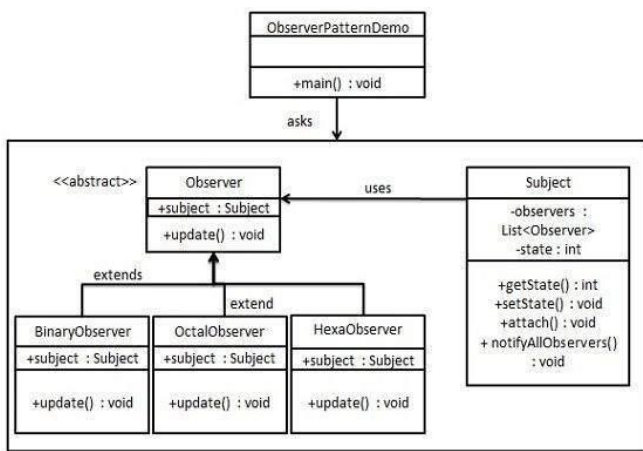 ObserverPatternDemo
+main() : void
asks
<<abstract>>
Observer
+subject : Subject
+update() : void
uses
Subject
-observers :
List<Observer>
-state : int
+getState() : int
+setState() : void
+attach() : void
+ notifyAllObservers()
: void
extends
extend
BinaryObserver
+subject : Subject
+update() : void
OctalObserver
+subject : Subject
+update() : void
HexaObserver
+subject : Subject
+update() : void